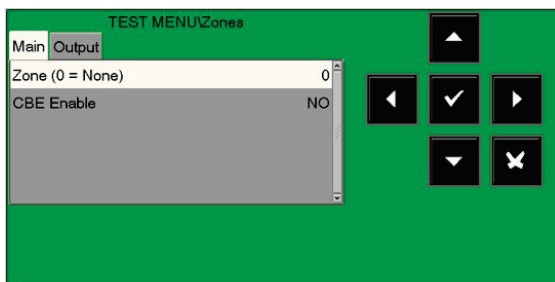 TEST MENU\Zones
Main Output
Zone (0 = None) 0
CBE Enable NO